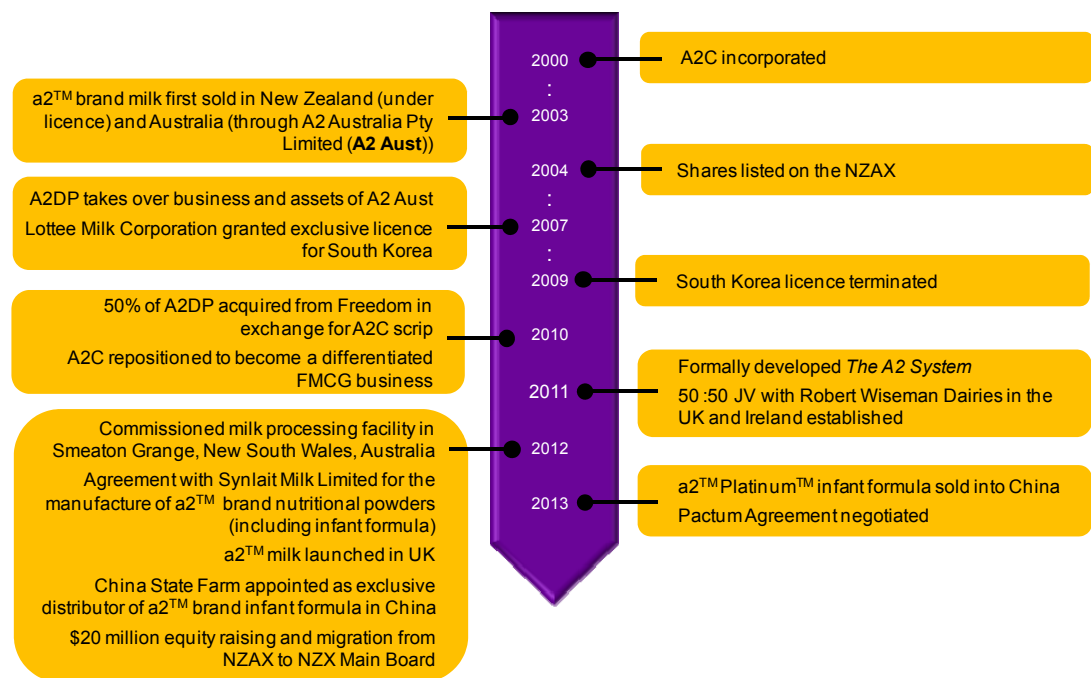 2000
A2C incorporated
:
a2TM brand milk first sold in New Zealand (under
licence) and Australia (through A2 Australia Pty
Limited (A2 Aust))
2003
2004
Shares listed on the NZAX
:
A2DP takes over business and assets of A2 Aust
Lottee Milk Corporation granted exclusive licence
for South Korea
2007
:
2009
South Korea licence terminated
50% of A2DP acquired from Freedom in
exchange for A2C scrip
A2C repositioned to become a differentiated
FMCG business
2010
2011
Formally developed The A2 System
50 :50 JV with Robert Wiseman Dairies in the
UK and Ireland established
Commissioned milk processing facility in
Smeaton Grange, New South Wales, Australia
Agreement with Synlait Milk Limited for the
manufacture of a2TM brand nutritional powders
(including infant formula)
a2TM milk launched in UK
China State Farm appointed as exclusive
distributor of a2TM brand infant formula in China
$20 million equity raising and migration from
NZAX to NZX Main Board
2012
2013
a2TM PlatinumTM infant formula sold into China
Pactum Agreement negotiated